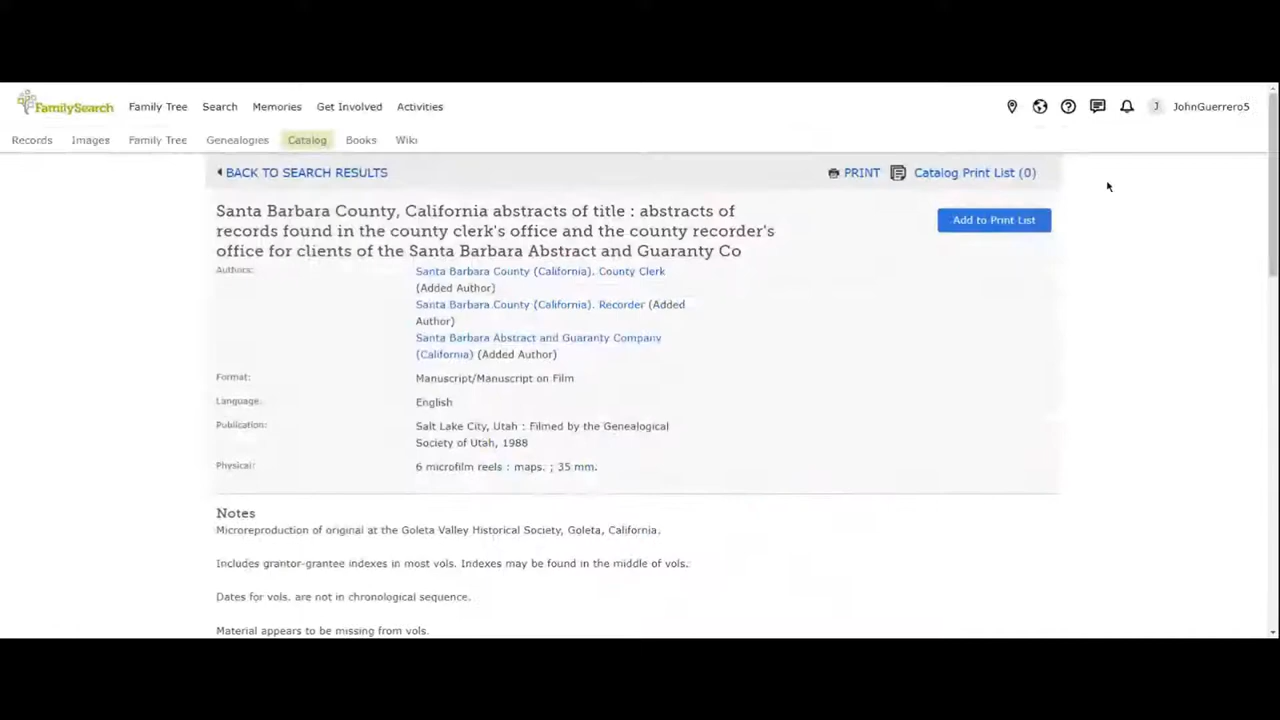 FamilySearch Family Tree Search Memories Get Involved Activities J JohnGuerrero5
Records Images Family Tree Genealogies Catalog Books Wiki
BACK TO SEARCH RESULTS PRINT Catalog Print List (0)
Santa Barbara County, California abstracts of title : abstracts of
records found in the county clerk's office and the county recorder's
office for clients of the Santa Barbara Abstract and Guaranty Co
Add to Print List
Authors: Santa Barbara County (California). County Clerk
(Added Author)
Santa Barbara County (California). Recorder (Added
Author)
Santa Barbara Abstract and Guaranty Company
(California) (Added Author)
Format: Manuscript/Manuscript on Film
Language: English
Publication: Salt Lake City, Utah : Filmed by the Genealogical
Society of Utah, 1988
Physical: 6 microfilm reels : maps. ; 35 mm.
Notes
Microreproduction of original at the Goleta Valley Historical Society, Goleta, California.
Includes grantor-grantee indexes in most vols. Indexes may be found in the middle of vols.
Dates for vols. are not in chronological sequence.
Material appears to be missing from vols.